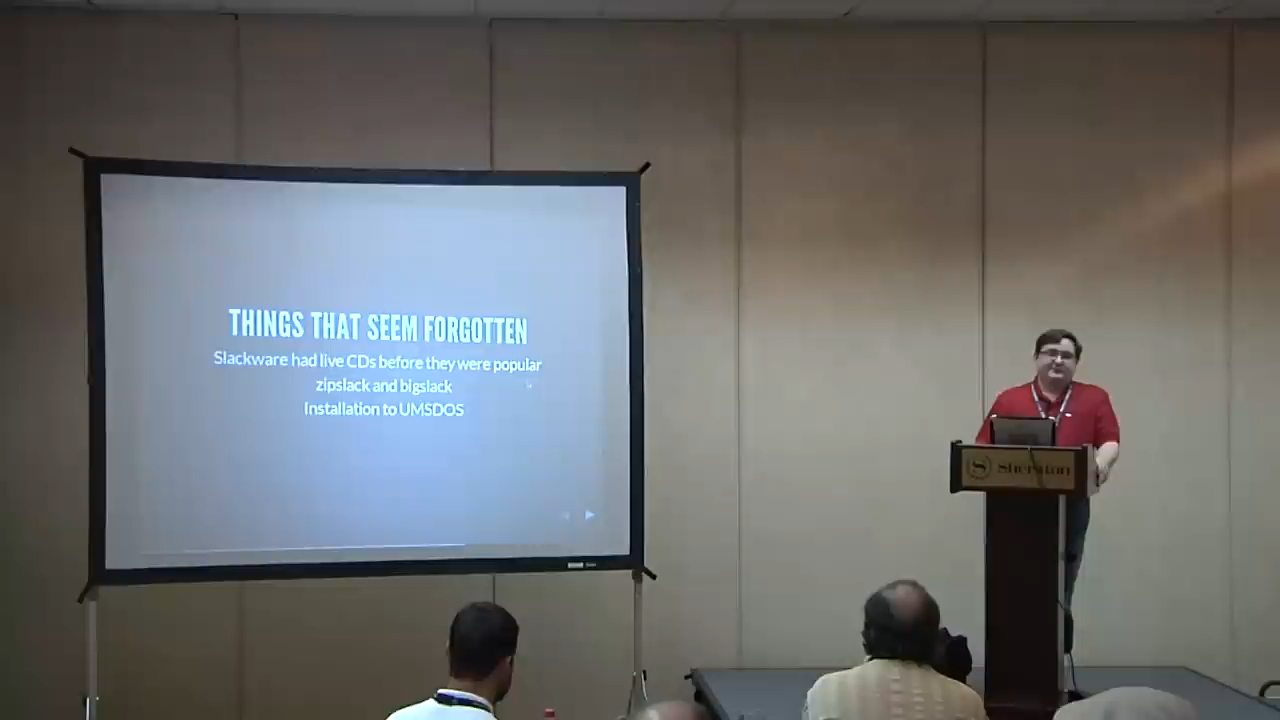 THINGS THAT SEEM FORGOTTEN
Slackware had live CDs before they were popular
zipslack and bigslack
Installation to UMSDOS
S Sheraton